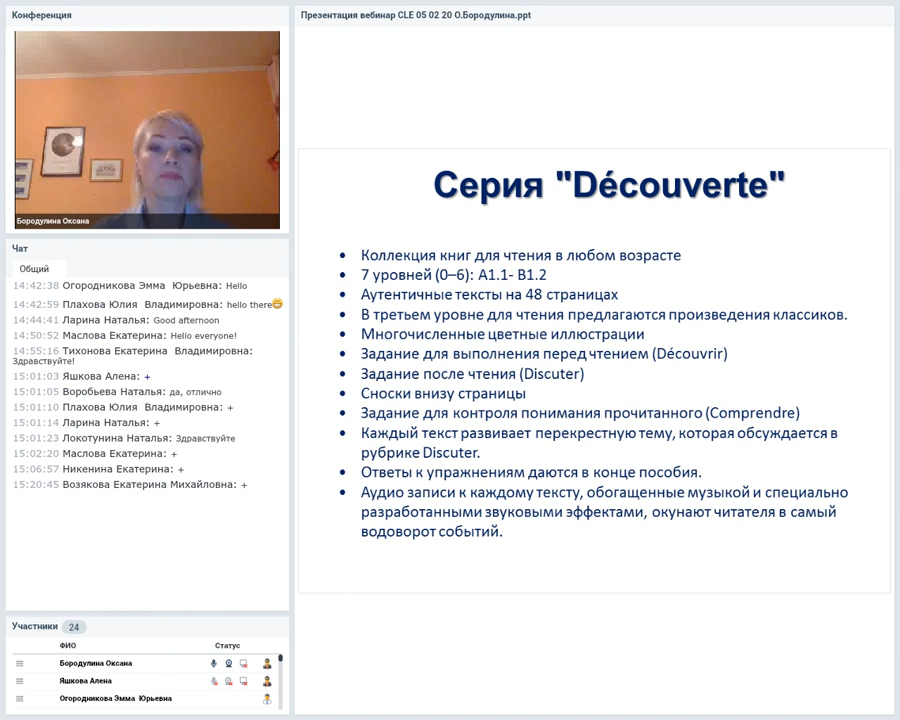 Конференция
Бородулина Оксана
Чат
Общий
14:42:38 Огородникова Эмма Юрьевна: Hello
14:42:59 Плахова Юлия Владимировна: hello there
14:44:41 Ларина Наталья: Good afternoon
14:50:52 Маслова Екатерина: Hello everyone!
14:55:16 Тихонова Екатерина Владимировна:
Здравствуйте!
15:01:03 Яшкова Алена: +
15:01:05 Воробьева Наталья: да, отлично
15:01:10 Плахова Юлия Владимировна: +
15:01:14 Ларина Наталья: +
15:01:23 Локотунина Наталья: Здравствуйте
15:02:20 Маслова Екатерина: +
15:06:57 Никенина Екатерина: +
15:20:45 Возякова Екатерина Михайловна: +
Участники 24
ФИО Статус
Бородулина Оксана
Яшкова Алена
Огородникова Эмма Юрьевна
Презентация вебинар CLE 05 02 20 О.Бородулина.ppt
Серия "Découverte"
• Коллекция книг для чтения в любом возрасте
• 7 уровней (0–6): A1.1- B1.2
• Аутентичные тексты на 48 страницах
• В третьем уровне для чтения предлагаются произведения классиков.
• Многочисленные цветные иллюстрации
• Задание для выполнения перед чтением (Découvrir)
• Задание после чтения (Discuter)
• Сноски внизу страницы
• Задание для контроля понимания прочитанного (Comprendre)
• Каждый текст развивает перекрестную тему, которая обсуждается в
рубрике Discuter.
• Ответы к упражнениям даются в конце пособия.
• Аудио записи к каждому тексту, обогащенные музыкой и специально
разработанными звуковыми эффектами, окунают читателя в самый
водоворот событий.